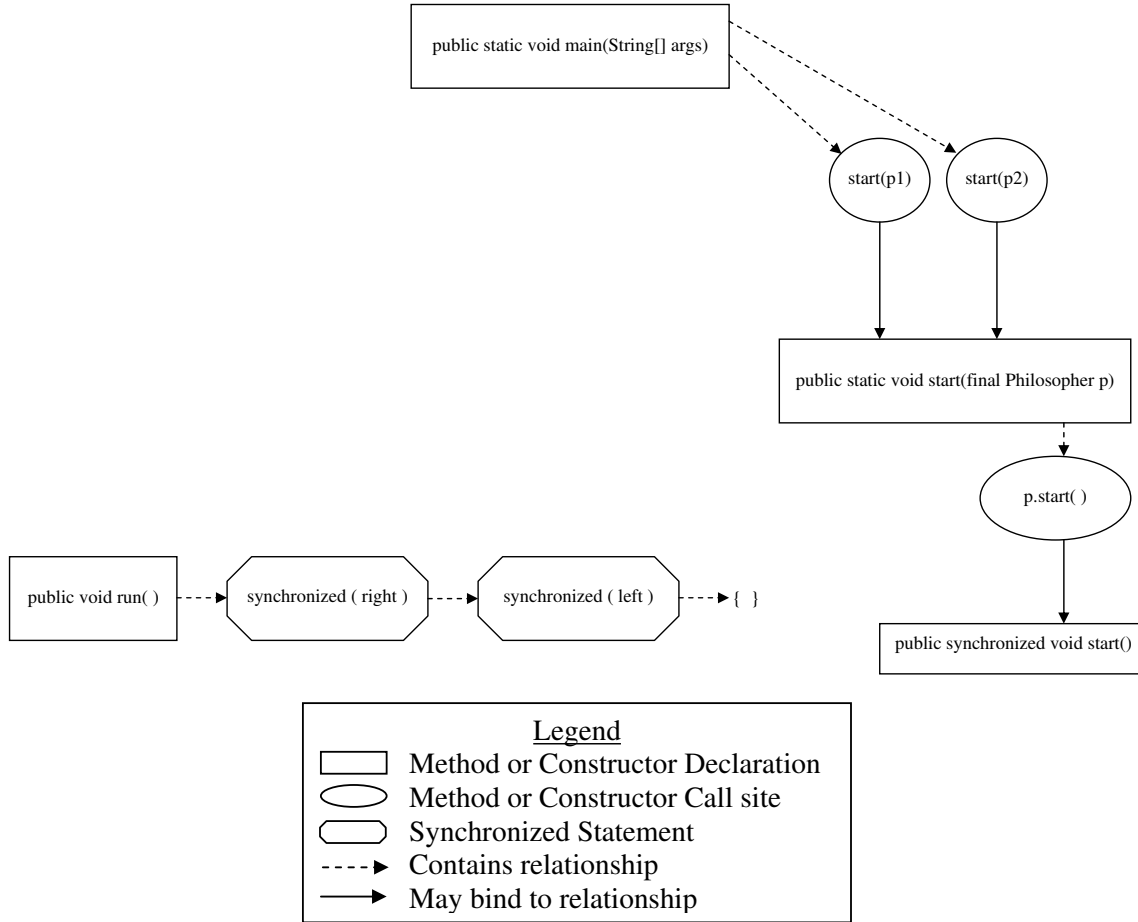 public static void main(String[] args)
start(p1)
start(p2)
public static void start(final Philosopher p)
p.start( )
public void run( )
synchronized ( right )
synchronized ( left )
{ }
public synchronized void start()
Legend
Method or Constructor Declaration
Method or Constructor Call site
Synchronized Statement
Contains relationship
May bind to relationship